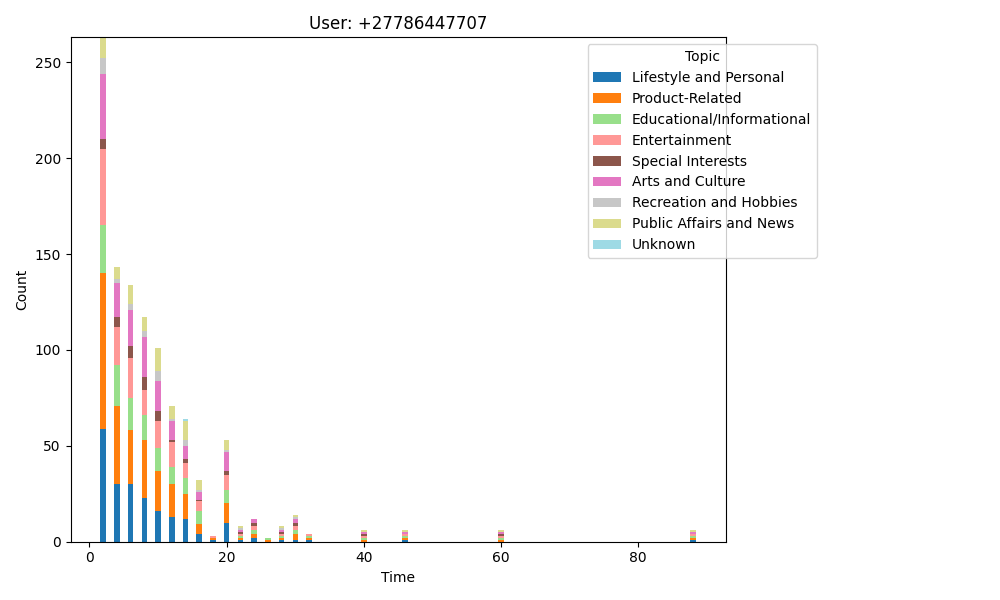 User: +27786447707
Topic
Lifestyle and Personal
Product-Related
Educational/Informational
Entertainment
Special Interests
Arts and Culture
Recreation and Hobbies
Public Affairs and News
Unknown
Count
250
200
150
100
50
0
0 20 40 60 80
Time